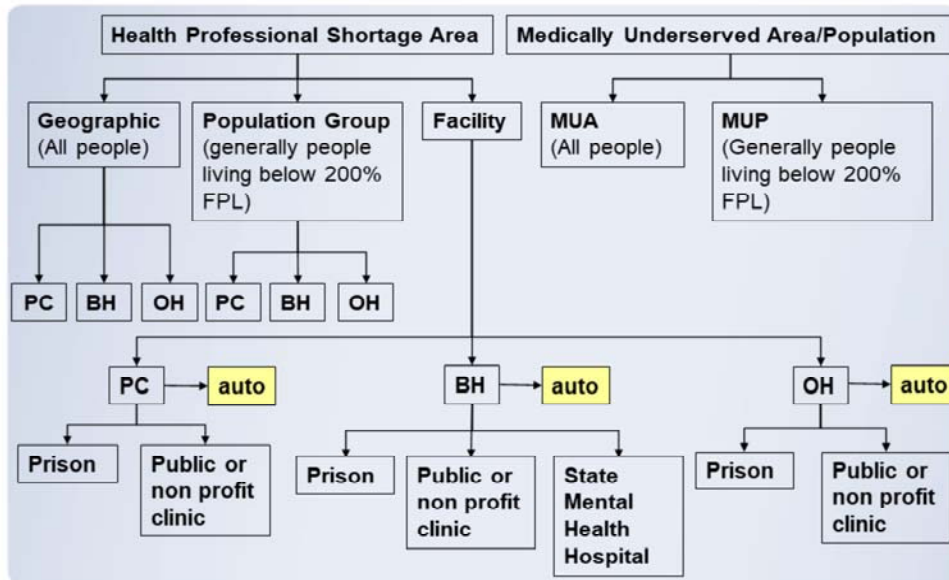 Health Professional Shortage Area
Medically Underserved Area/Population
Geographic
(All people)
Population Group
(generally people
living below 200%
FPL)
Facility
MUA
(All people)
MUP
(Generally people
living below 200%
FPL)
PC
BH
OH
PC
BH
OH
PC
auto
BH
auto
OH
auto
Prison
Public or
non profit
clinic
Prison
Public or
non profit
clinic
State
Mental
Health
Hospital
Prison
Public or
non profit
clinic